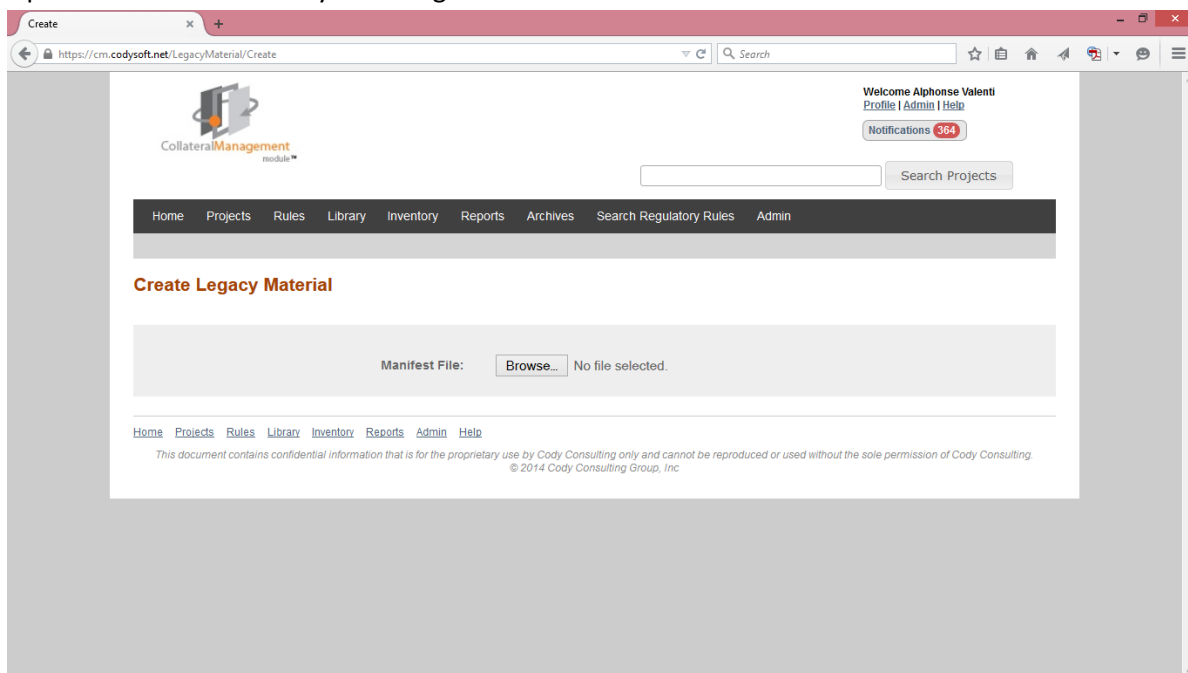 Create
https://cm.codysoft.net/LegacyMaterial/Create
Search
CollateralManagement
module™
Welcome Alphonse Valenti
Profile | Admin | Help
Notifications 364
Search Projects
Home Projects Rules Library Inventory Reports Archives Search Regulatory Rules Admin
Create Legacy Material
Manifest File: Browse... No file selected.
Home Projects Rules Library Inventory Reports Admin Help
This document contains confidential information that is for the proprietary use by Cody Consulting only and cannot be reproduced or used without the sole permission of Cody Consulting.
© 2014 Cody Consulting Group, Inc